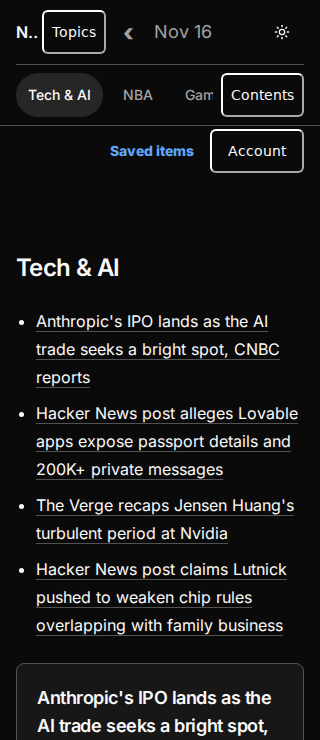 N.. Topics ‹ Nov 16
Tech & AI NBA Gam Contents
Saved items Account
Tech & AI
• Anthropic's IPO lands as the AI
trade seeks a bright spot, CNBC
reports
• Hacker News post alleges Lovable
apps expose passport details and
200K+ private messages
• The Verge recaps Jensen Huang's
turbulent period at Nvidia
• Hacker News post claims Lutnick
pushed to weaken chip rules
overlapping with family business
Anthropic's IPO lands as the
AI trade seeks a bright spot,